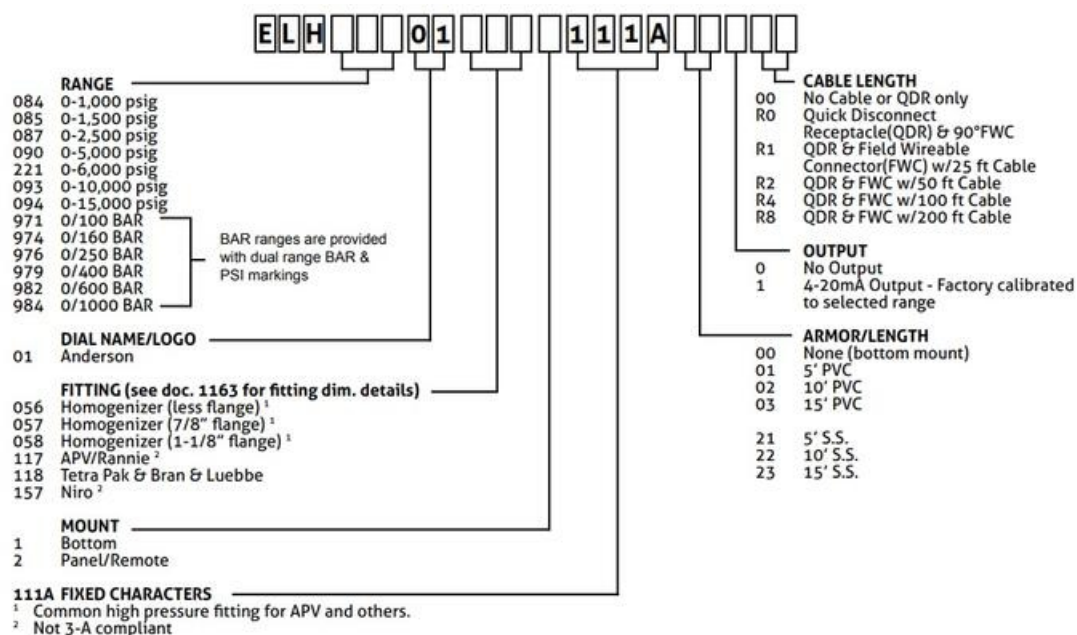 ELH 01 111A
RANGE
084 0-1,000 psig
085 0-1,500 psig
087 0-2,500 psig
090 0-5,000 psig
221 0-6,000 psig
093 0-10,000 psig
094 0-15,000 psig
971 0/100 BAR
974 0/160 BAR
976 0/250 BAR
979 0/400 BAR
982 0/600 BAR
984 0/1000 BAR
BAR ranges are provided
with dual range BAR &
PSI markings
DIAL NAME/LOGO
01 Anderson
FITTING (see doc. 1163 for fitting dim. details)
056 Homogenizer (less flange) ¹
057 Homogenizer (7/8" flange) ¹
058 Homogenizer (1-1/8" flange) ¹
117 APV/Rannie ²
118 Tetra Pak & Bran & Luebbe
157 Niro ²
MOUNT
1 Bottom
2 Panel/Remote
111A FIXED CHARACTERS
¹ Common high pressure fitting for APV and others.
² Not 3-A compliant
CABLE LENGTH
00 No Cable or QDR only
R0 Quick Disconnect
Receptacle(QDR) & 90°FWC
R1 QDR & Field Wireable
Connector(FWC) w/25 ft Cable
R2 QDR & FWC w/50 ft Cable
R4 QDR & FWC w/100 ft Cable
R8 QDR & FWC w/200 ft Cable
OUTPUT
0 No Output
1 4-20mA Output - Factory calibrated
to selected range
ARMOR/LENGTH
00 None (bottom mount)
01 5' PVC
02 10' PVC
03 15' PVC
21 5' S.S.
22 10' S.S.
23 15' S.S.